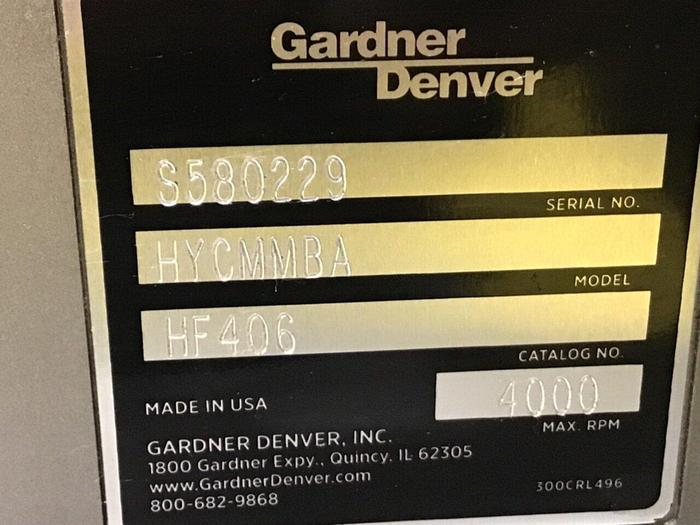 Gardner
Denver
S580229
SERIAL NO.
HYCMMBA
MODEL
HF406
CATALOG NO.
MADE IN USA
4000
MAX. RPM
GARDNER DENVER, INC.
1800 Gardner Expy., Quincy, IL 62305
www.GardnerDenver.com
800-682-9868
300CRL496